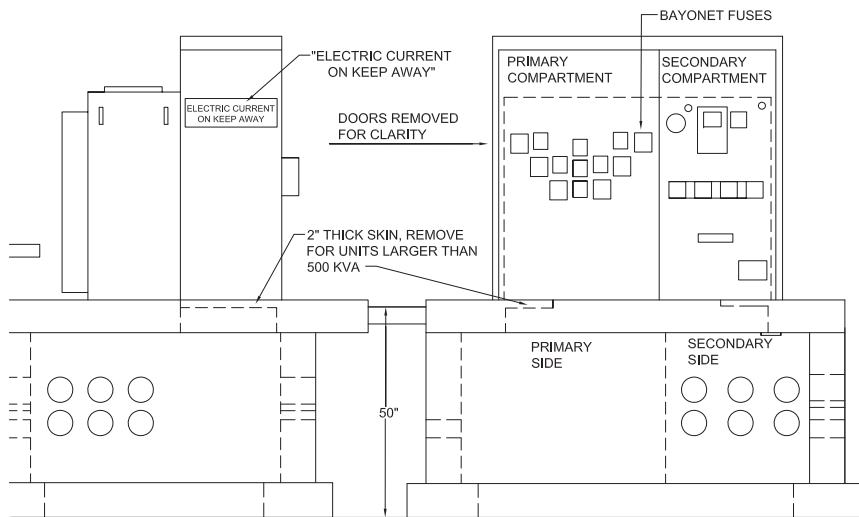 BAYONET FUSES
"ELECTRIC CURRENT
ON KEEP AWAY"
PRIMARY
COMPARTMENT
SECONDARY
COMPARTMENT
ELECTRIC CURRENT
ON KEEP AWAY
DOORS REMOVED
FOR CLARITY
2" THICK SKIN, REMOVE
FOR UNITS LARGER THAN
500 KVA
PRIMARY
SIDE
SECONDARY
SIDE
50"